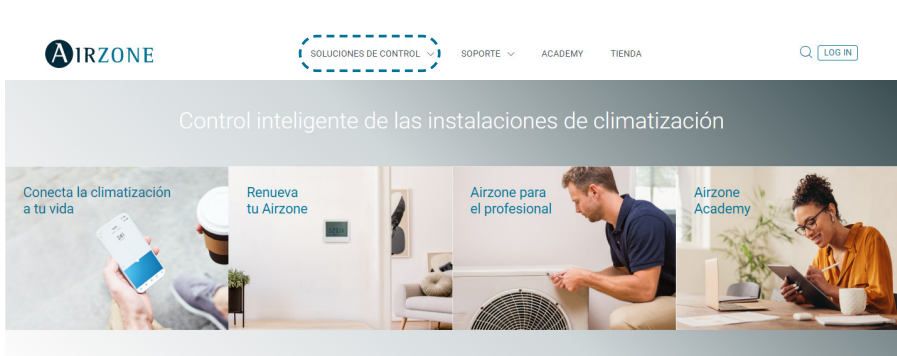 AIRZONE
SOLUCIONES DE CONTROL
SOPORTE
ACADEMY
TIENDA
LOG IN
Control inteligente de las instalaciones de climatización
Conecta la climatización
a tu vida
Renueva
tu Airzone
Airzone para
el profesional
Airzone
Academy